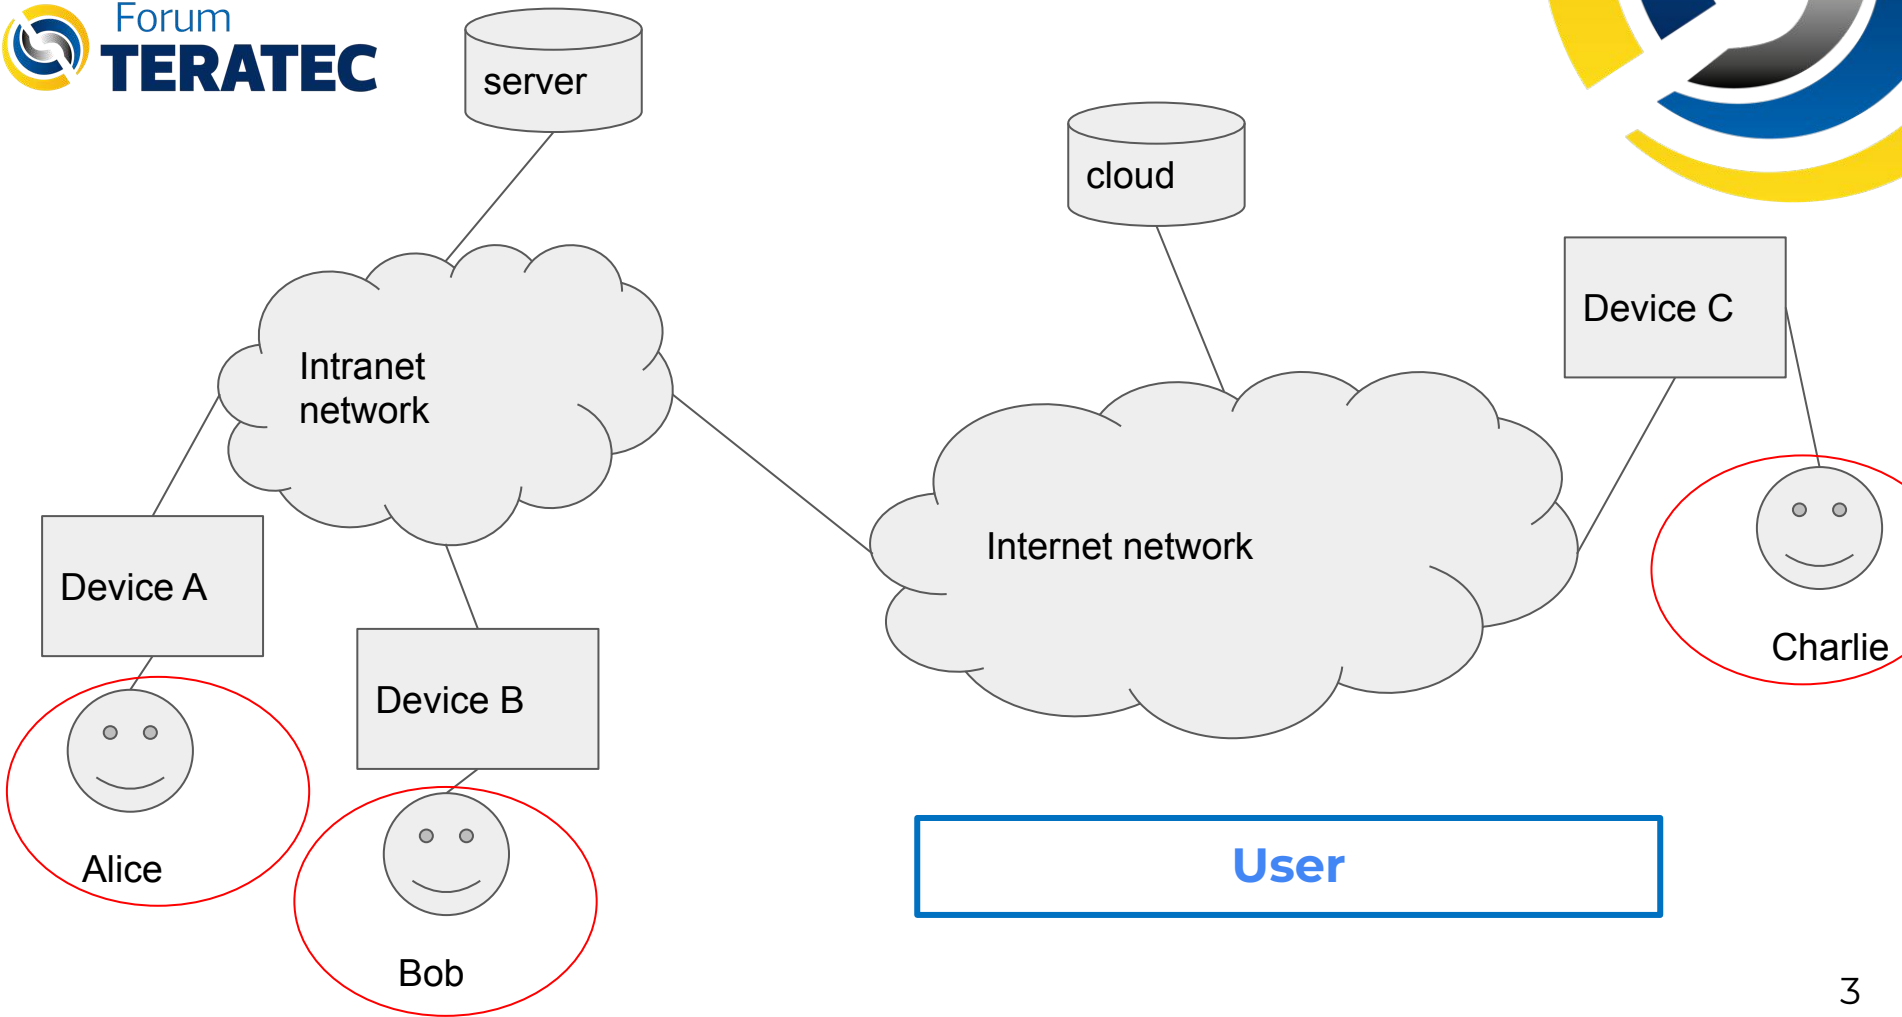 Forum
TERATEC
server
cloud
Device C
Intranet
network
Internet network
Device A
Charlie
Device B
User
Alice
Bob
3